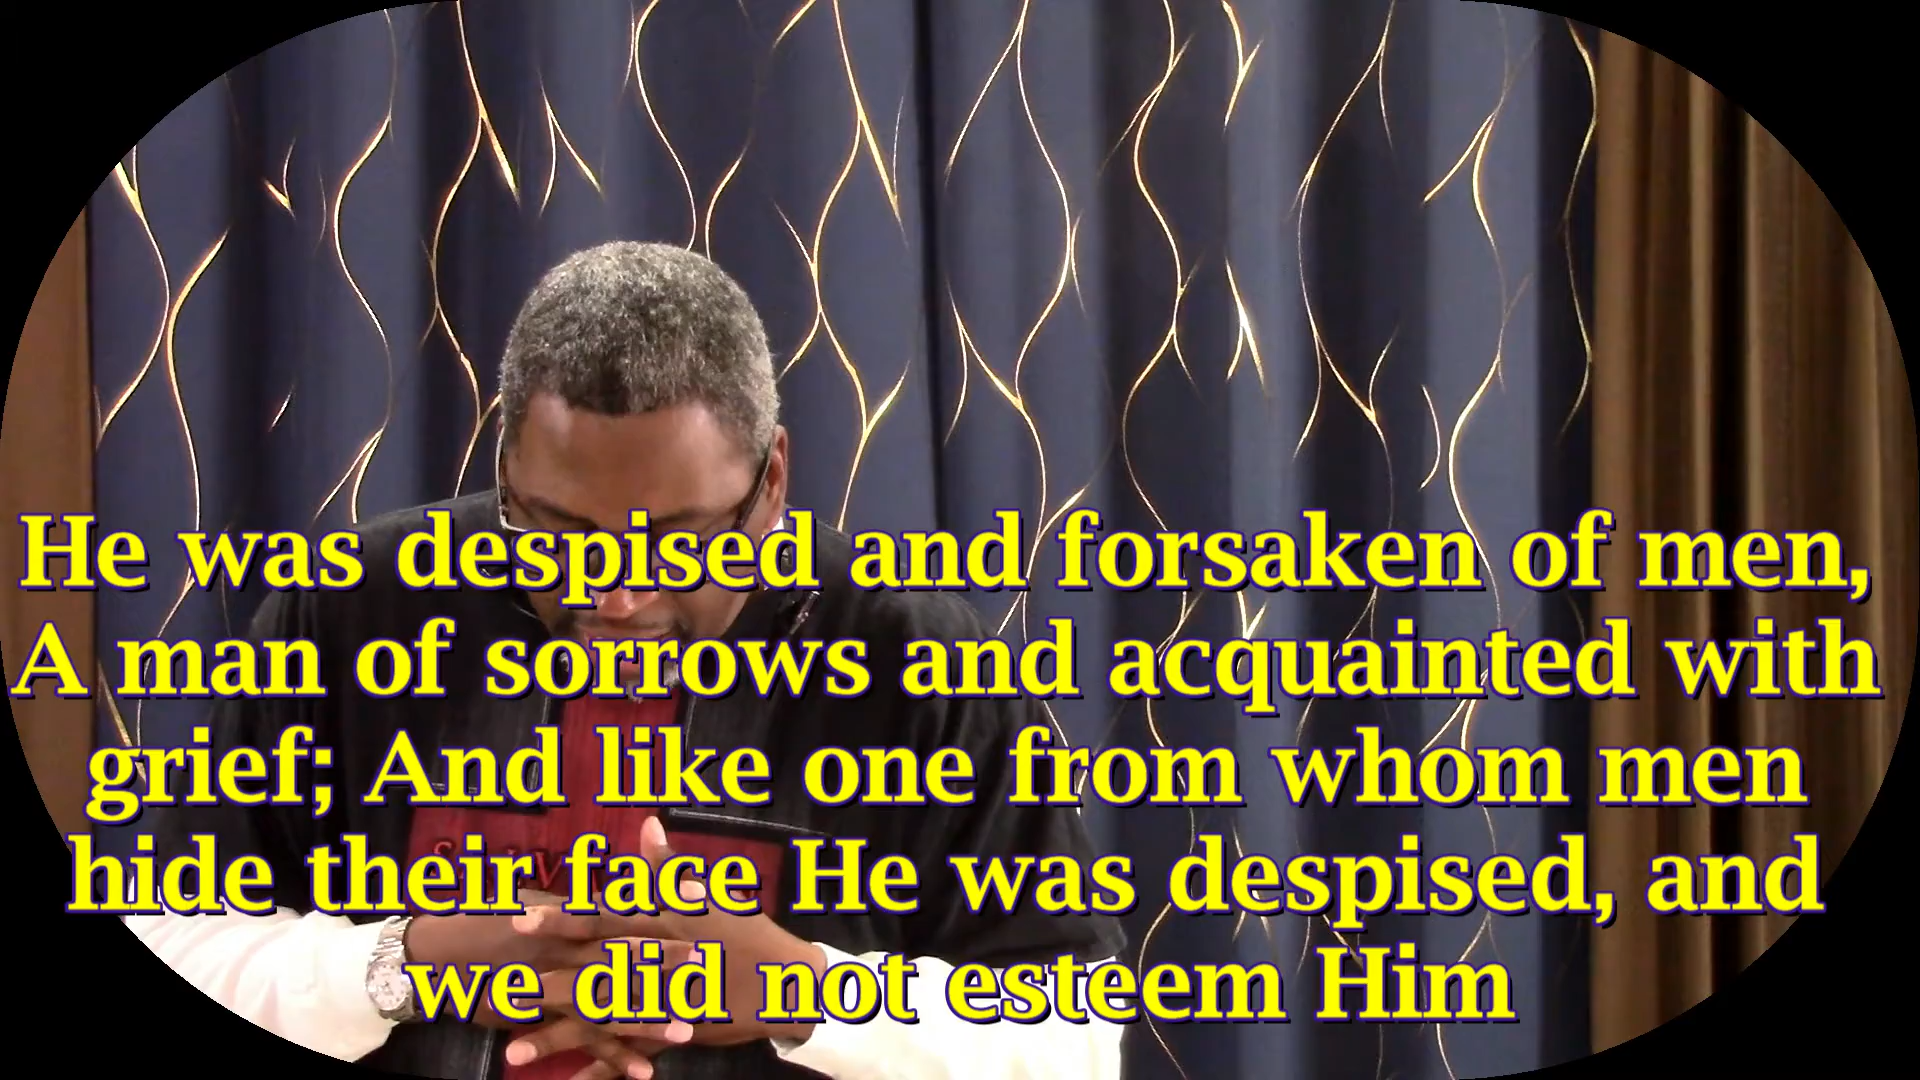 He was despised and forsaken of men,
A man of sorrows and acquainted with
grief; And like one from whom men
hide their face He was despised, and
we did not esteem Him